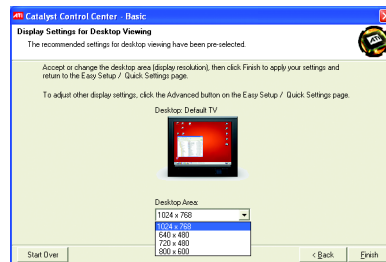 ATI Catalyst Control Center - Basic
Display Settings for Desktop Viewing
The recommended settings for desktop viewing have been pre-selected.
ATI
Accept or change the desktop area (display resolution), then click Finish to apply your settings and
return to the Easy Setup / Quick Settings page.
To adjust other display settings, click the Advanced button on the Easy Setup / Quick Settings page.
Desktop: Default TV
Desktop Area:
1024 x 768
1024 x 768
640 x 480
720 x 480
800 x 600
Start Over
< Back
Finish